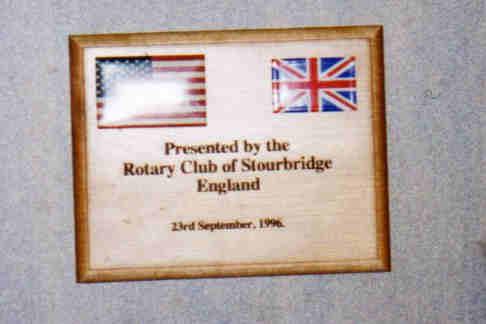 Presented by the
Rotary Club of Stourbridge
England
23rd September, 1996.